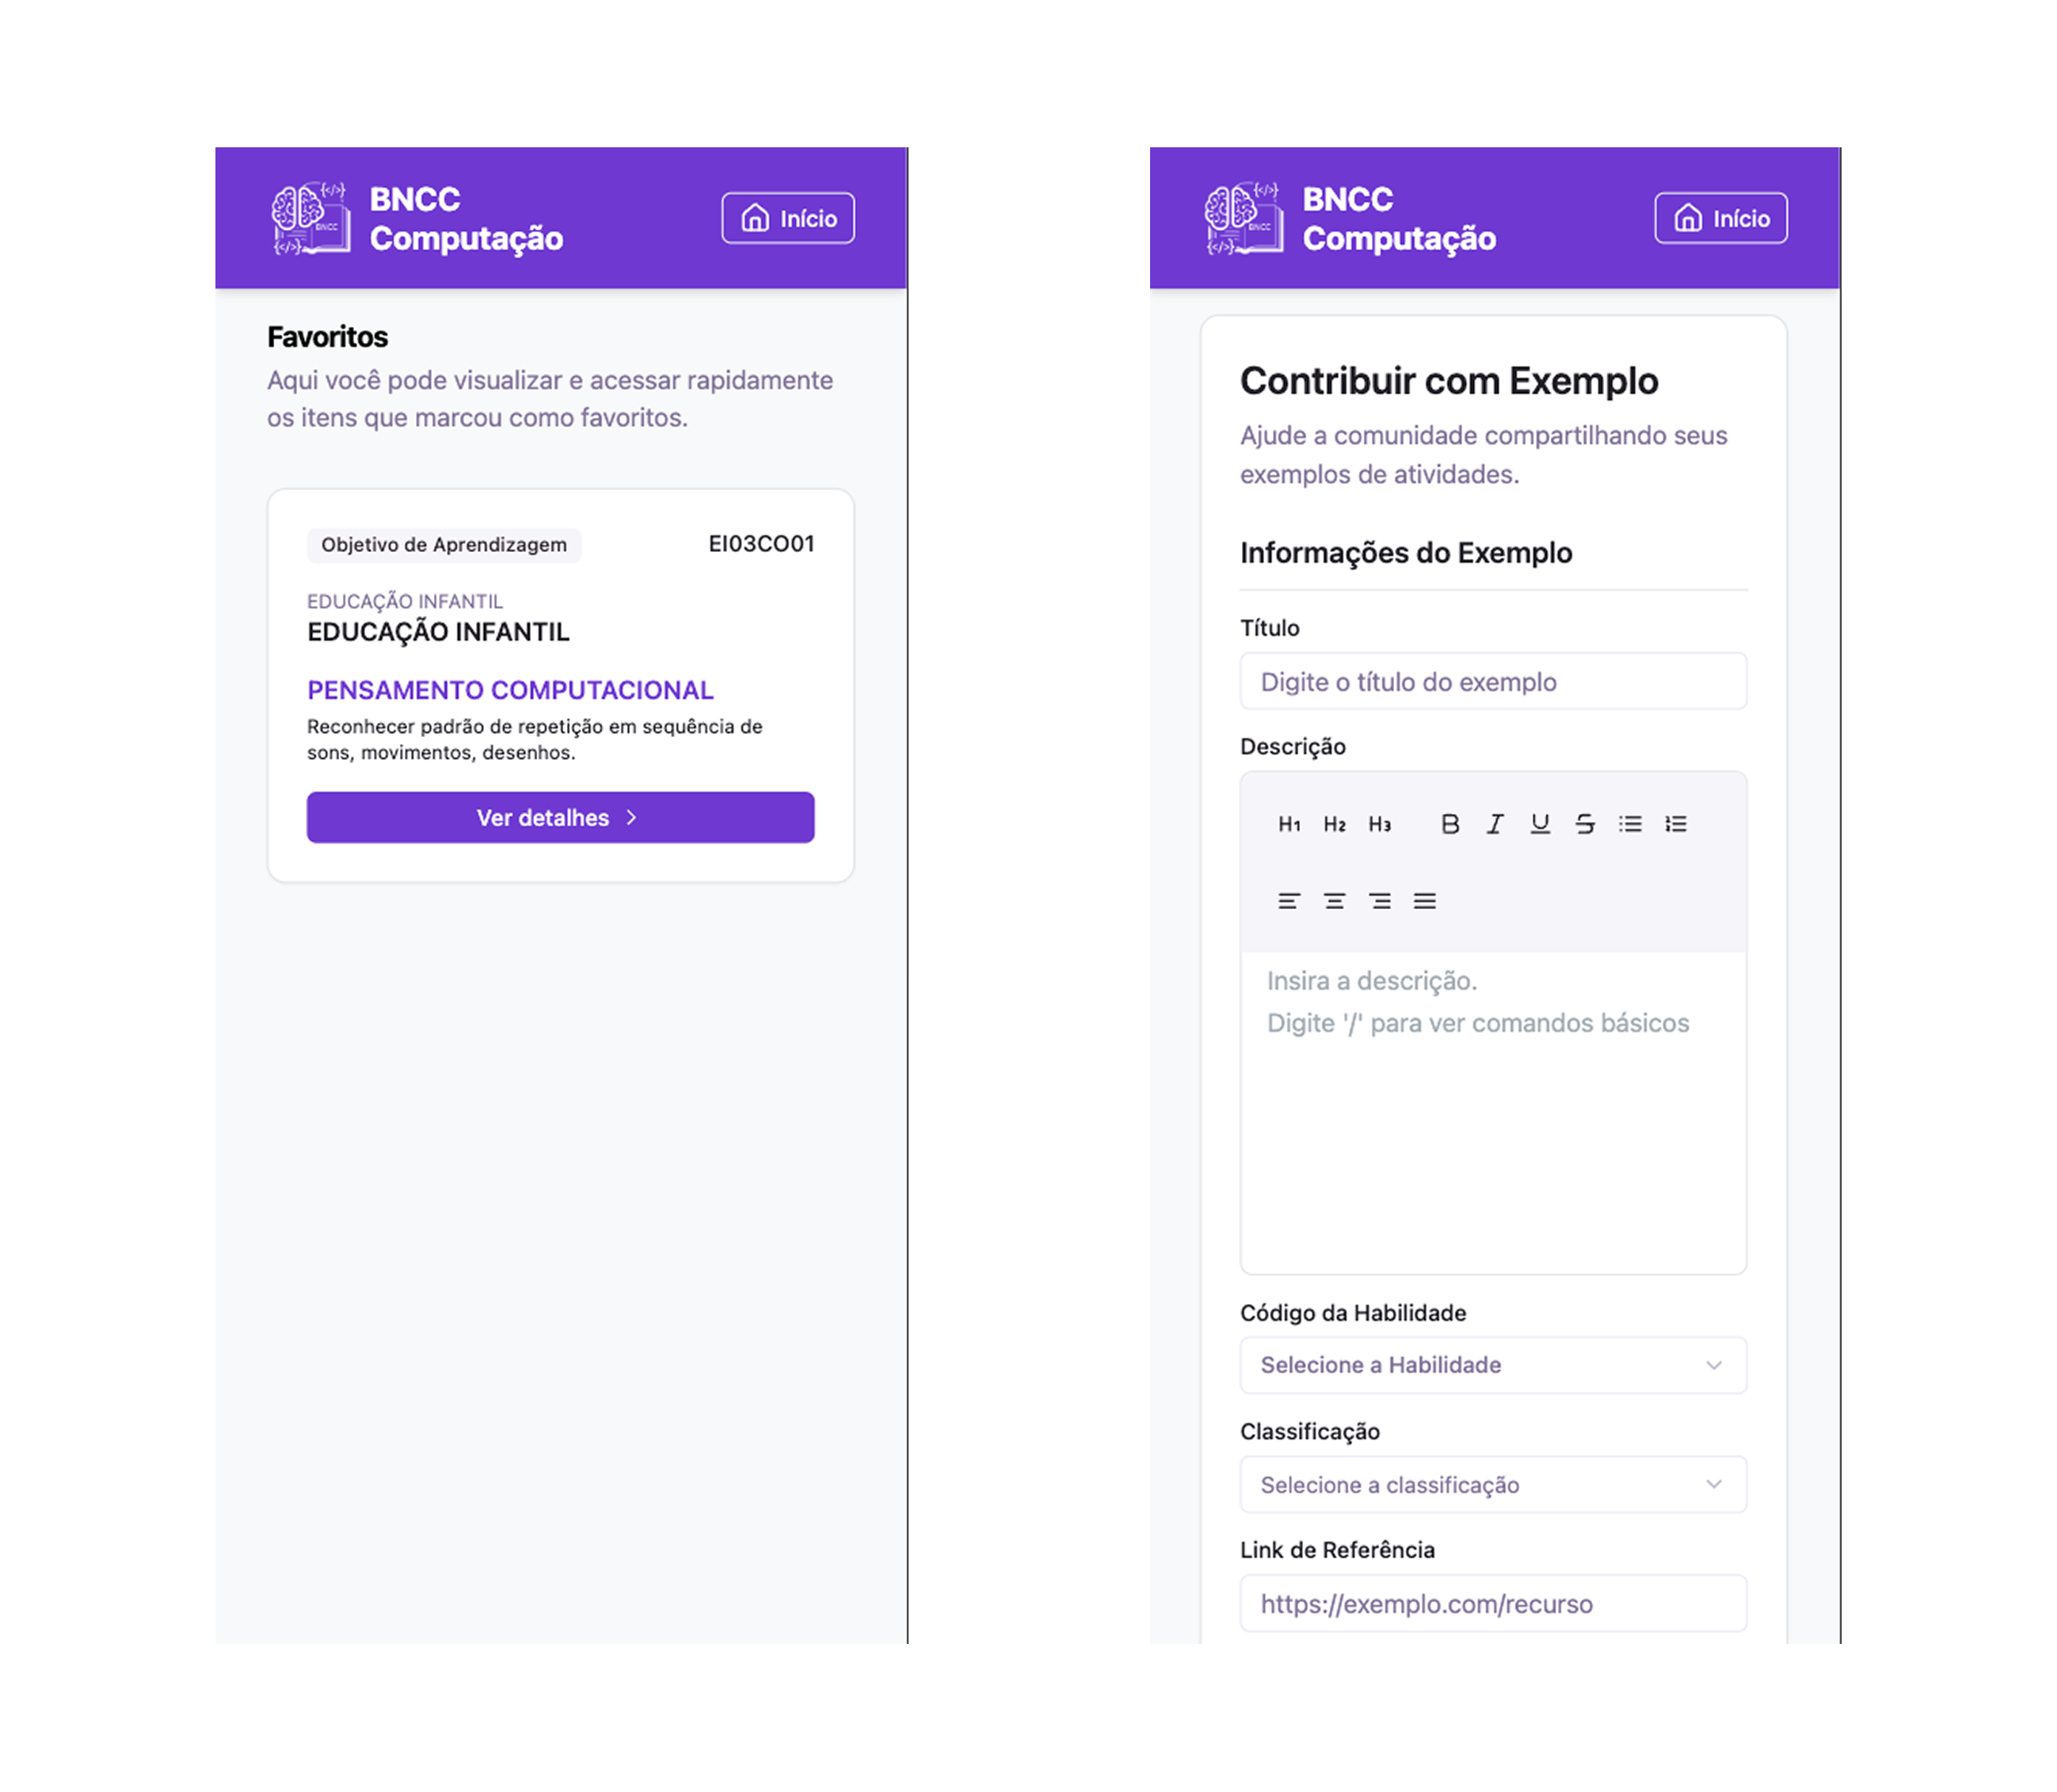 BNCC
BNCC
Computação
Início
Favoritos
Aqui você pode visualizar e acessar rapidamente
os itens que marcou como favoritos.
Objetivo de Aprendizagem
EI03CO01
EDUCAÇÃO INFANTIL
EDUCAÇÃO INFANTIL
PENSAMENTO COMPUTACIONAL
Reconhecer padrão de repetição em sequência de
sons, movimentos, desenhos.
Ver detalhes
BNCC
BNCC
Computação
Início
Contribuir com Exemplo
Ajude a comunidade compartilhando seus
exemplos de atividades.
Informações do Exemplo
Título
Digite o título do exemplo
Descrição
H1 H2 H3 B I U S
Insira a descrição.
Digite '/' para ver comandos básicos
Código da Habilidade
Selecione a Habilidade
Classificação
Selecione a classificação
Link de Referência
https://exemplo.com/recurso